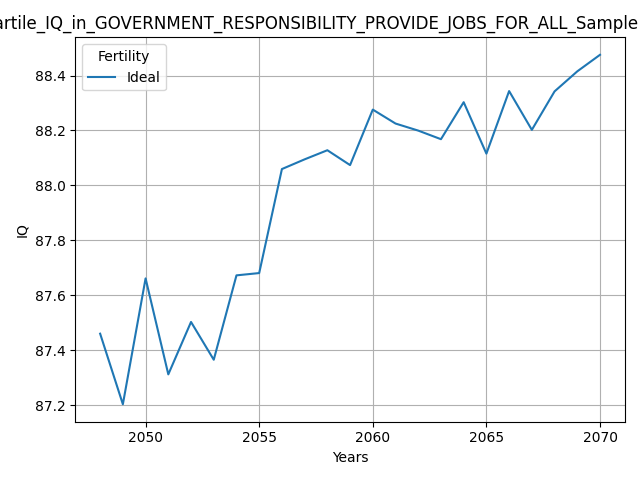 artile_IQ_in_GOVERNMENT_RESPONSIBILITY_PROVIDE_JOBS_FOR_ALL_Sample
Fertility
Ideal
88.4
88.2
88.0
87.8
87.6
87.4
87.2
IQ
2050 2055 2060 2065 2070
Years